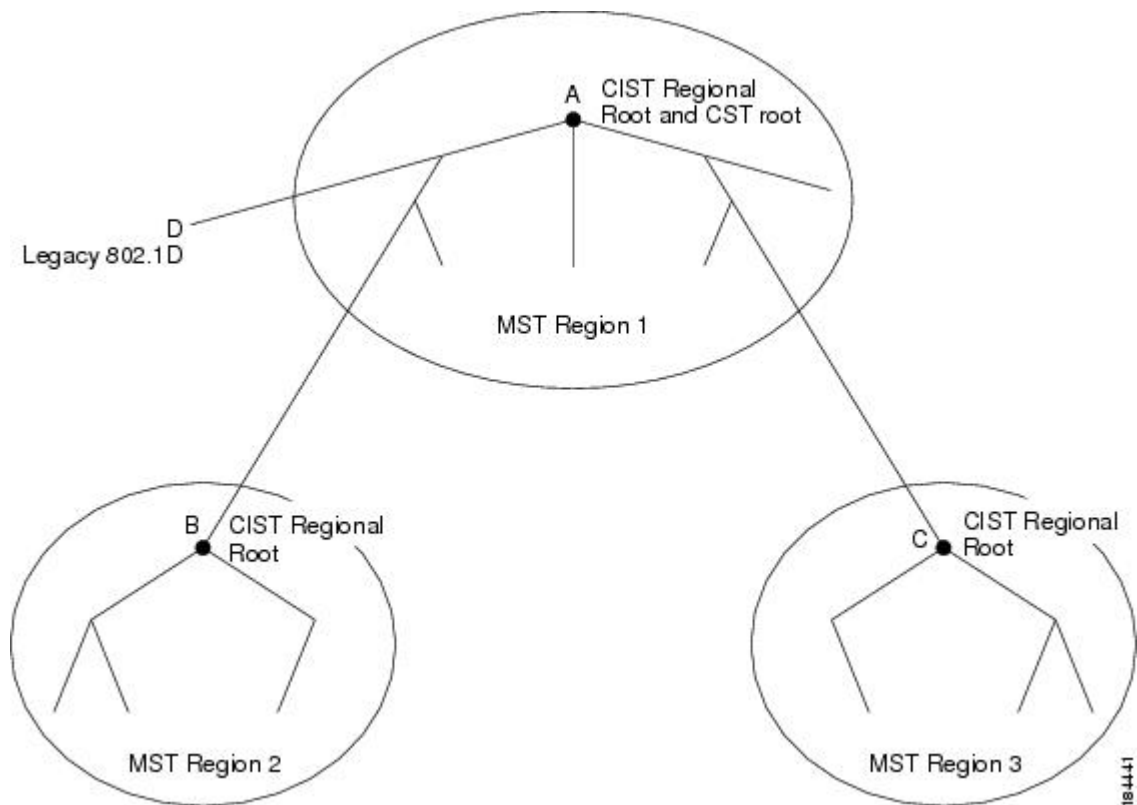 A
CIST Regional
Root and CST root
D
Legacy 802.1D
MST Region 1
B
CIST Regional
Root
C
CIST Regional
Root
MST Region 2
MST Region 3
184441